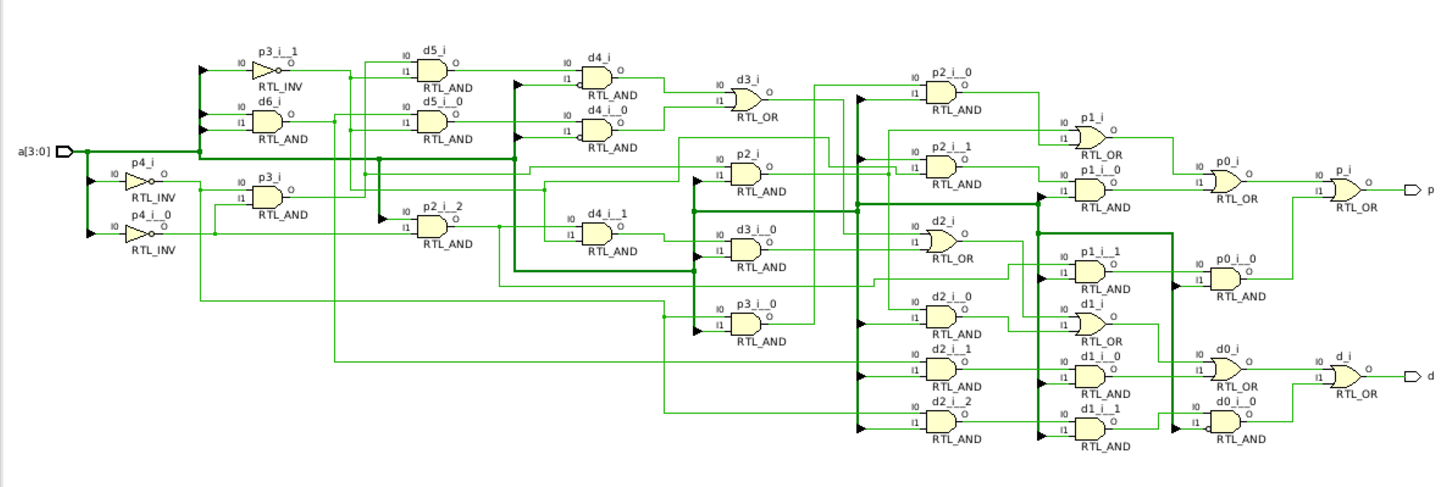 a[3:0]
p3_i__1
I0 O
RTL_INV
d6_i
I0 O
I1
RTL_AND
p4_i
I0 O
RTL_INV
p4_i__0
I0 O
RTL_INV
p3_i
I0 O
I1
RTL_AND
d5_i
I0 O
I1
RTL_AND
d5_i__0
I0 O
I1
RTL_AND
p2_i__2
I0 O
I1
RTL_AND
d4_i
I0 O
I1
RTL_AND
d4_i__0
I0 O
I1
RTL_AND
d4_i__1
I0 O
I1
RTL_AND
d3_i
I0 O
I1
RTL_OR
p2_i
I0 O
I1
RTL_AND
d3_i__0
I0 O
I1
RTL_AND
p3_i__0
I0 O
I1
RTL_AND
p2_i__0
I0 O
I1
RTL_AND
p2_i__1
I0 O
I1
RTL_AND
d2_i
I0 O
I1
RTL_OR
d2_i__0
I0 O
I1
RTL_AND
d2_i__1
I0 O
I1
RTL_AND
d2_i__2
I0 O
I1
RTL_AND
p1_i
I0 O
I1
RTL_OR
p1_i__0
I0 O
I1
RTL_AND
p1_i__1
I0 O
I1
RTL_AND
d1_i
I0 O
I1
RTL_OR
d1_i__0
I0 O
I1
RTL_AND
d1_i__1
I0 O
I1
RTL_AND
p0_i
I0 O
I1
RTL_OR
p0_i__0
I0 O
I1
RTL_AND
d0_i
I0 O
I1
RTL_OR
d0_i__0
I0 O
I1
RTL_AND
p_i
I0 O
I1
RTL_OR
p
d_i
I0 O
I1
RTL_OR
d